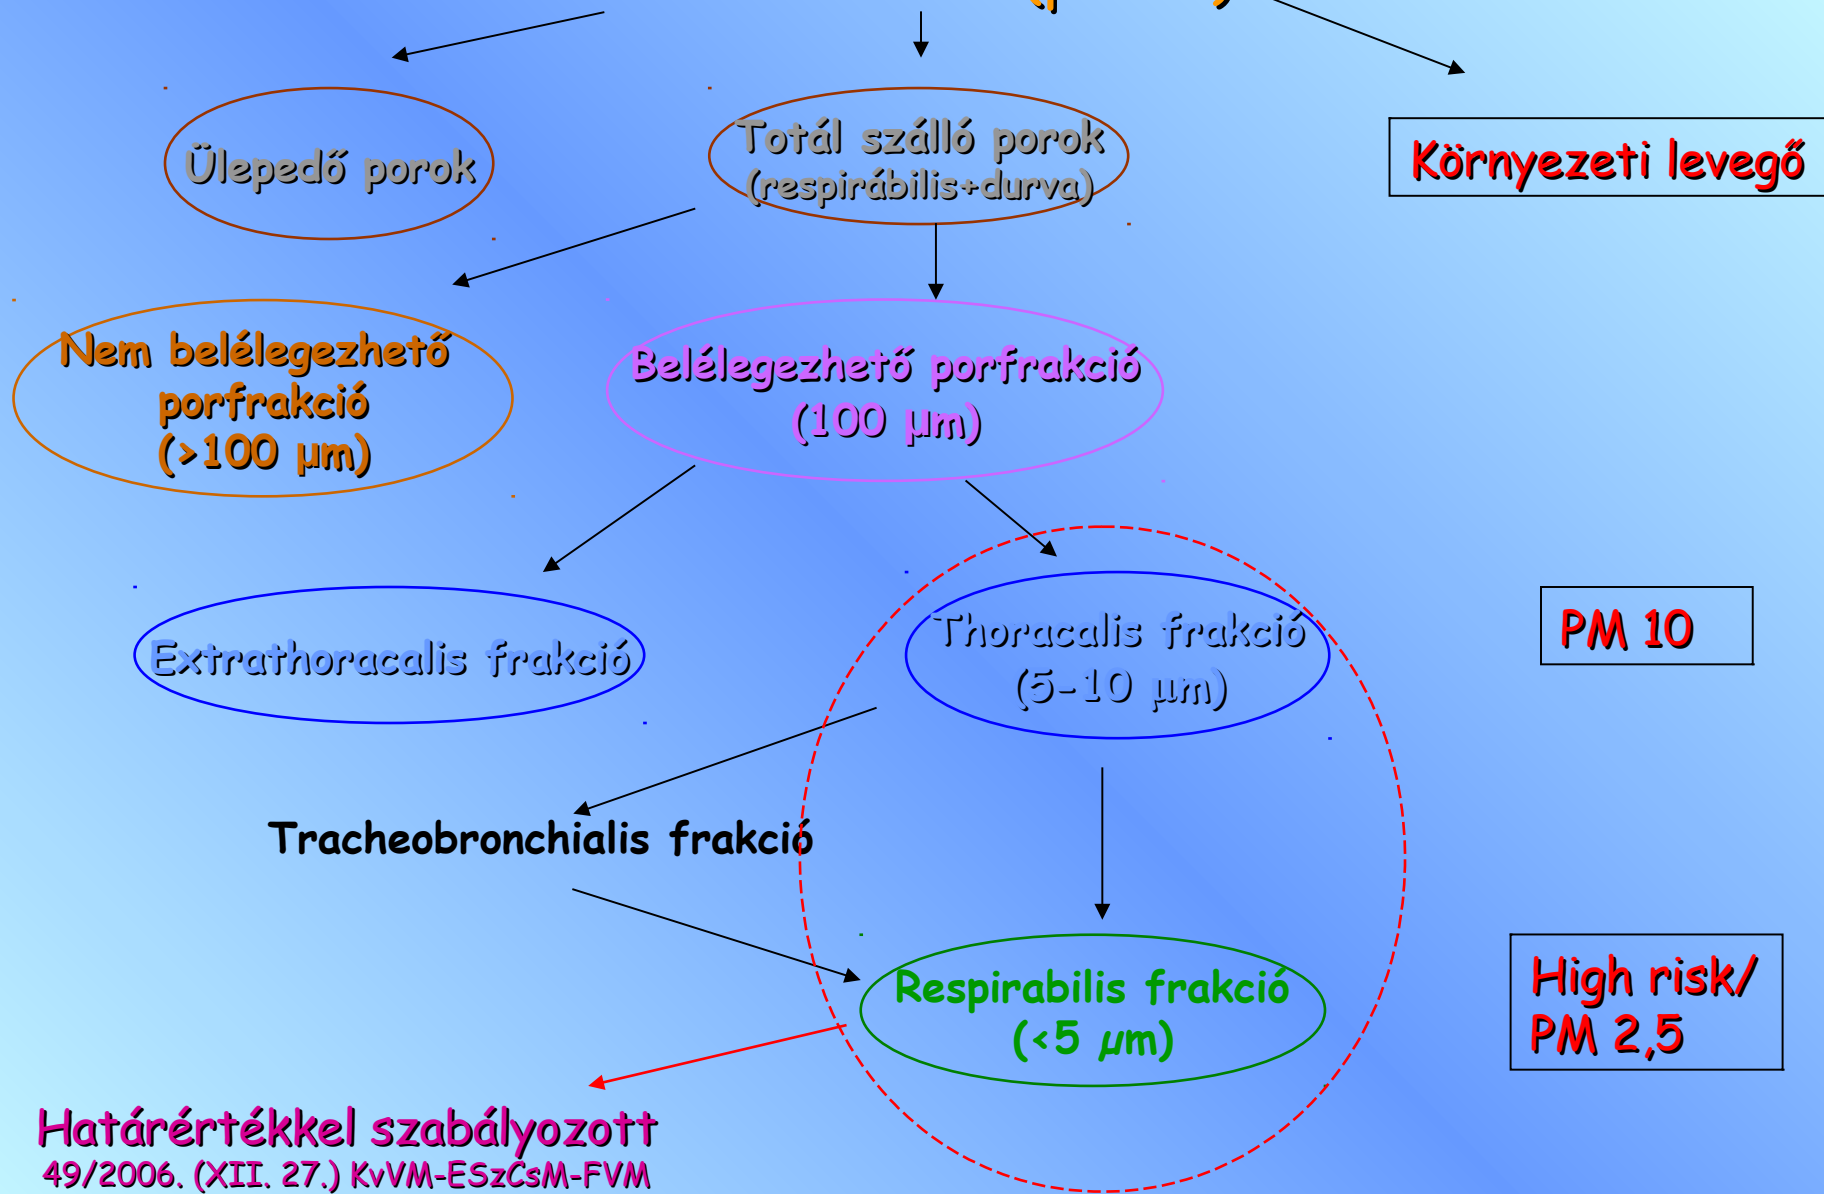 Ülepedő porok
Totál szálló porok
(respirábilis+durva)
Környezeti levegő
Nem belélegezhető
porfrakció
(>100 µm)
Belélegezhető porfrakció
(100 µm)
Extrathoracalis frakció
Thoracalis frakció
(5-10 µm)
PM 10
Tracheobronchialis frakció
Respirabilis frakció
(<5 µm)
High risk/
PM 2,5
Határértékkel szabályozott
49/2006. (XII. 27.) KvVM-ESzCsM-FVM